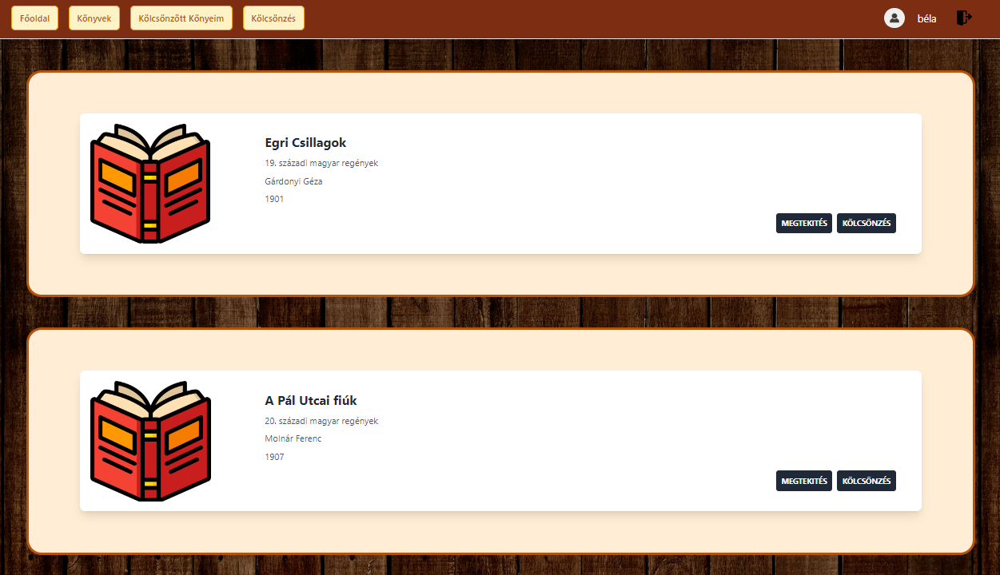 Főoldal
Könyvek
Kölcsönzött Könyeim
Kölcsönzés
béla
Egri Csillagok
19. századi magyar regények
Gárdonyi Géza
1901
MEGTEKITÉS
KÖLCSÖNZÉS
A Pál Utcai fiúk
20. századi magyar regények
Molnár Ferenc
1907
MEGTEKITÉS
KÖLCSÖNZÉS